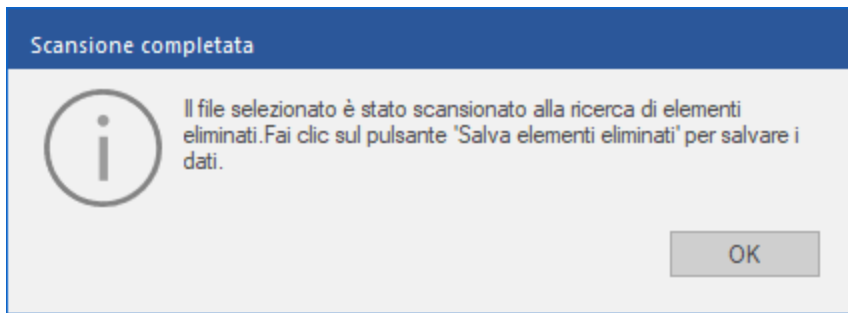 Scansione completata
Il file selezionato è stato scansionato alla ricerca di elementi
eliminati.Fai clic sul pulsante "Salva elementi eliminati" per salvare i
dati.
OK